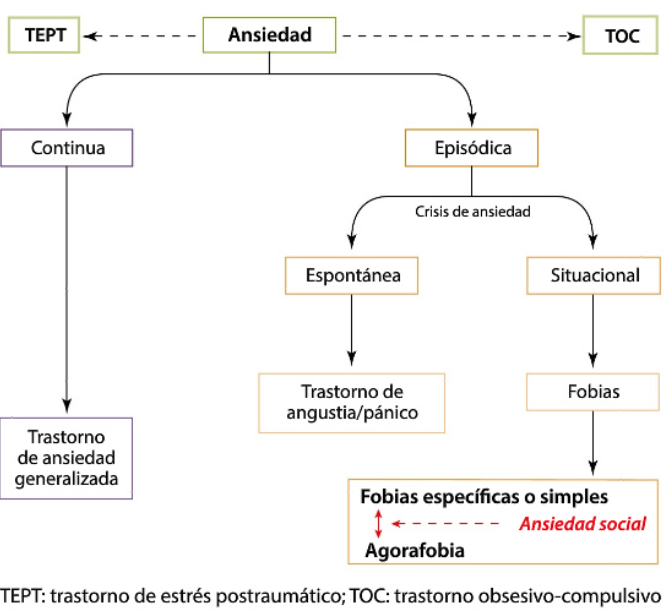 TEPT
Ansiedad
TOC
Continua
Episódica
Crisis de ansiedad
Espontánea
Situacional
Trastorno de
angustia/pánico
Fobias
Trastorno
de ansiedad
generalizada
Fobias específicas o simples
Ansiedad social
Agorafobia
TEPT: trastorno de estrés postraumático; TOC: trastorno obsesivo-compulsivo